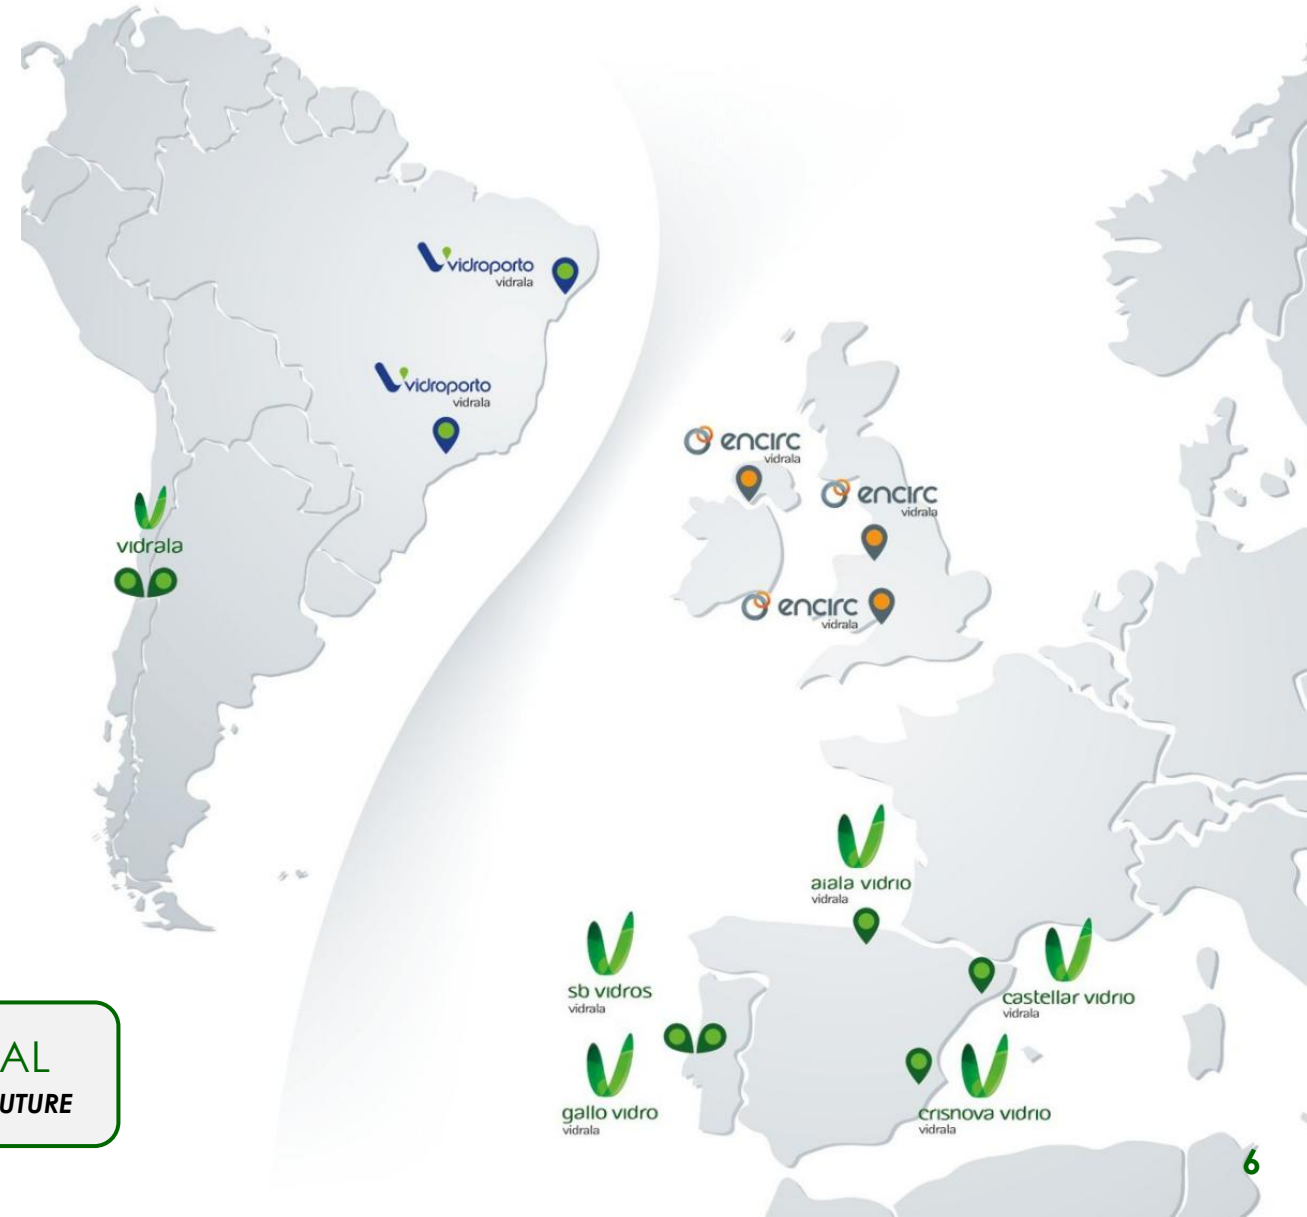 vidroporto
vidrala
vidroporto
vidrala
vidrala
encirc
vidrala
encirc
vidrala
encirc
vidrala
aiala vidrio
vidrala
sb vidros
vidrala
castellar vidrio
vidrala
gallo vidro
vidrala
crisnova vidrio
vidrala
AL
UTURE
6